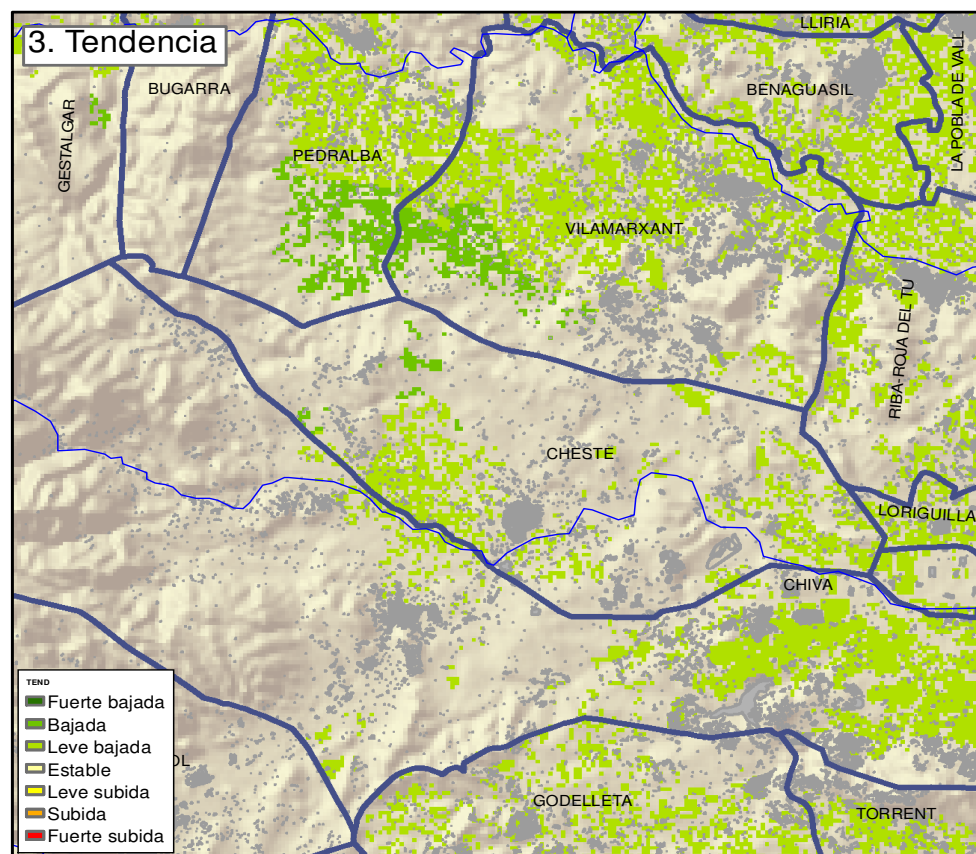 3. Tendencia
LLIRIA
BUGARRA
BENAGUASIL
LA POBLA DE VALL
GESTALGAR
PEDRALBA
VILAMARXANT
RIBA-ROJA DEL TU
CHESTE
LORIGUILLA
CHIVA
TEND
Fuerte bajada
Bajada
Leve bajada
Estable
OL
Leve subida
Subida
Fuerte subida
GODELLETA
TORRENT